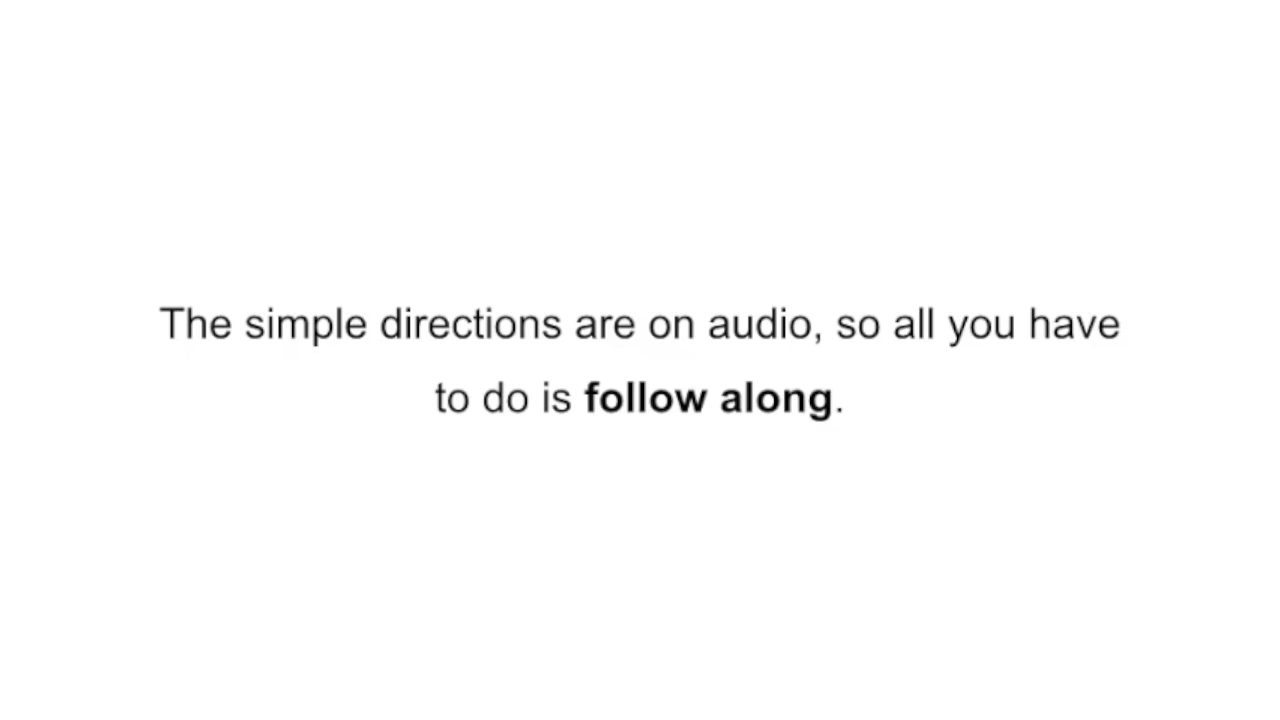 The simple directions are on audio, so all you have
to do is follow along.